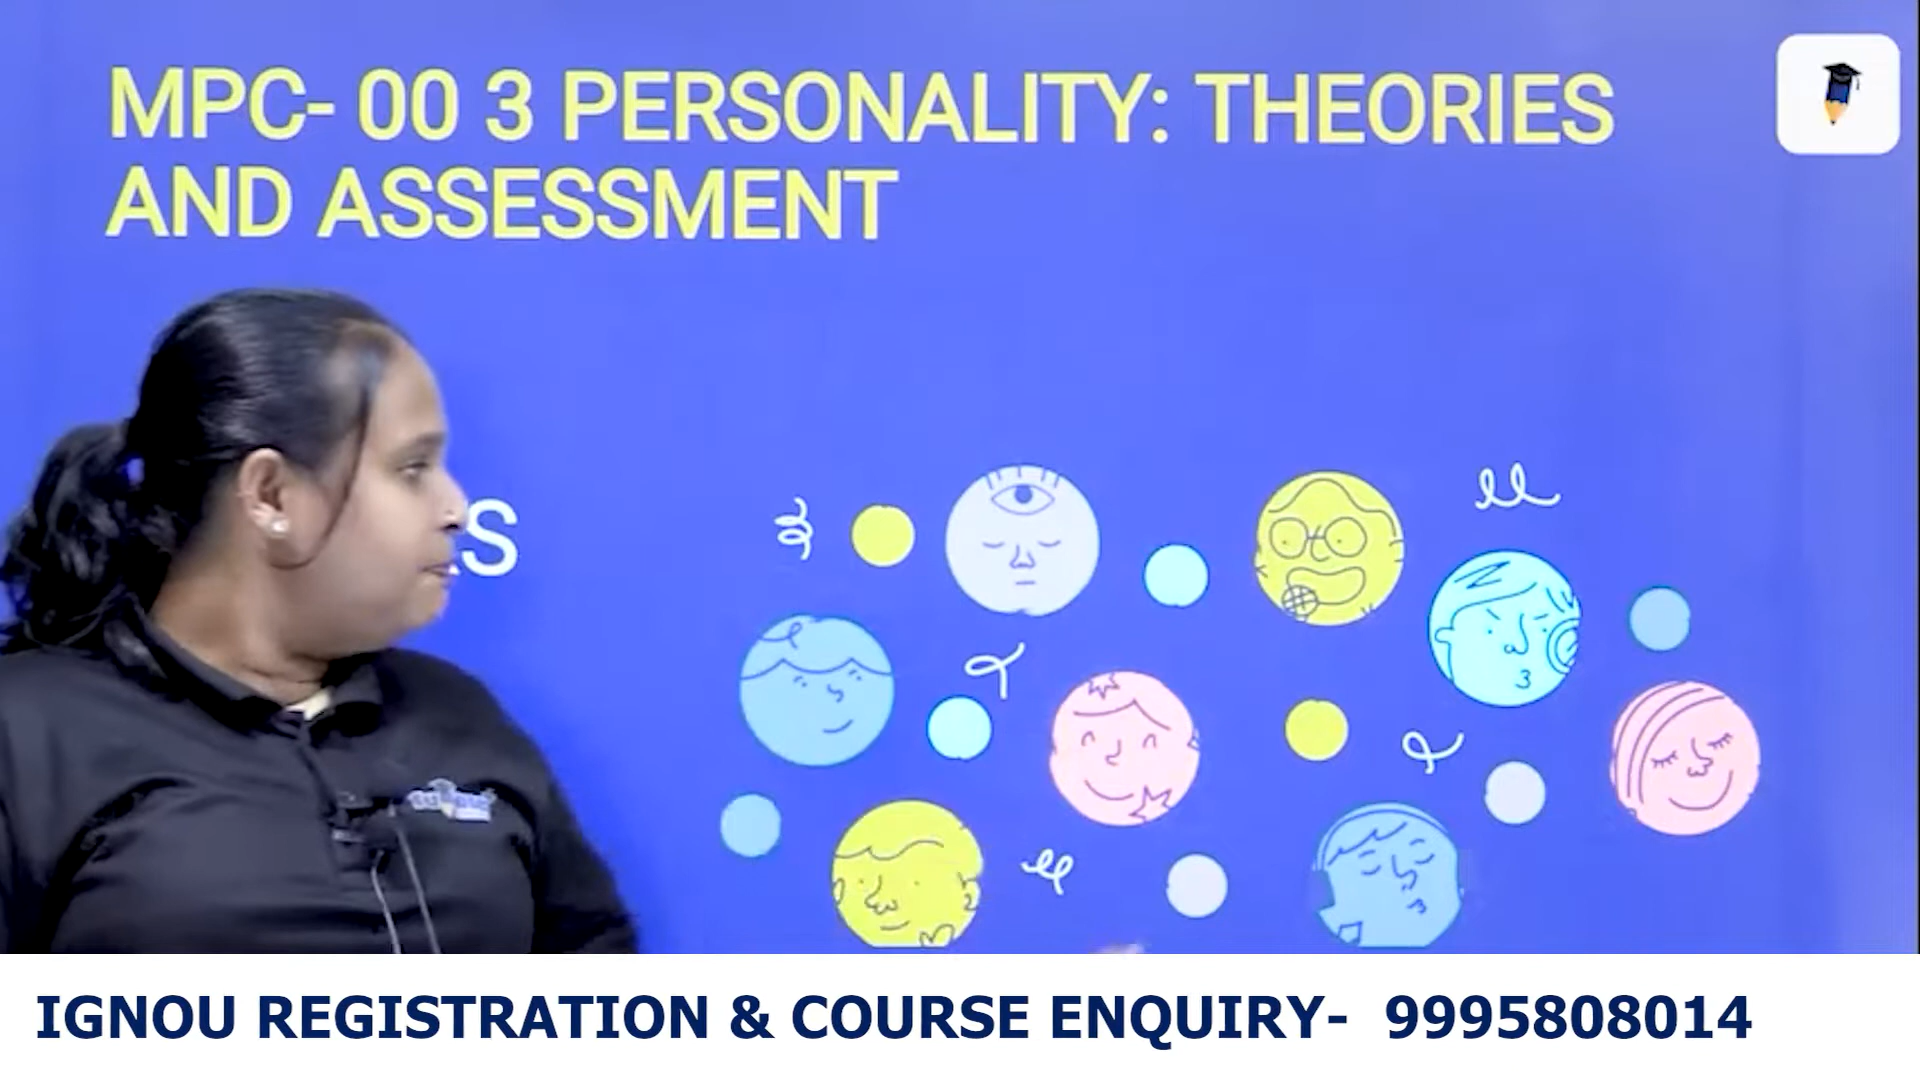 MPC- 00 3 PERSONALITY: THEORIES
AND ASSESSMENT
IGNOU REGISTRATION & COURSE ENQUIRY- 9995808014